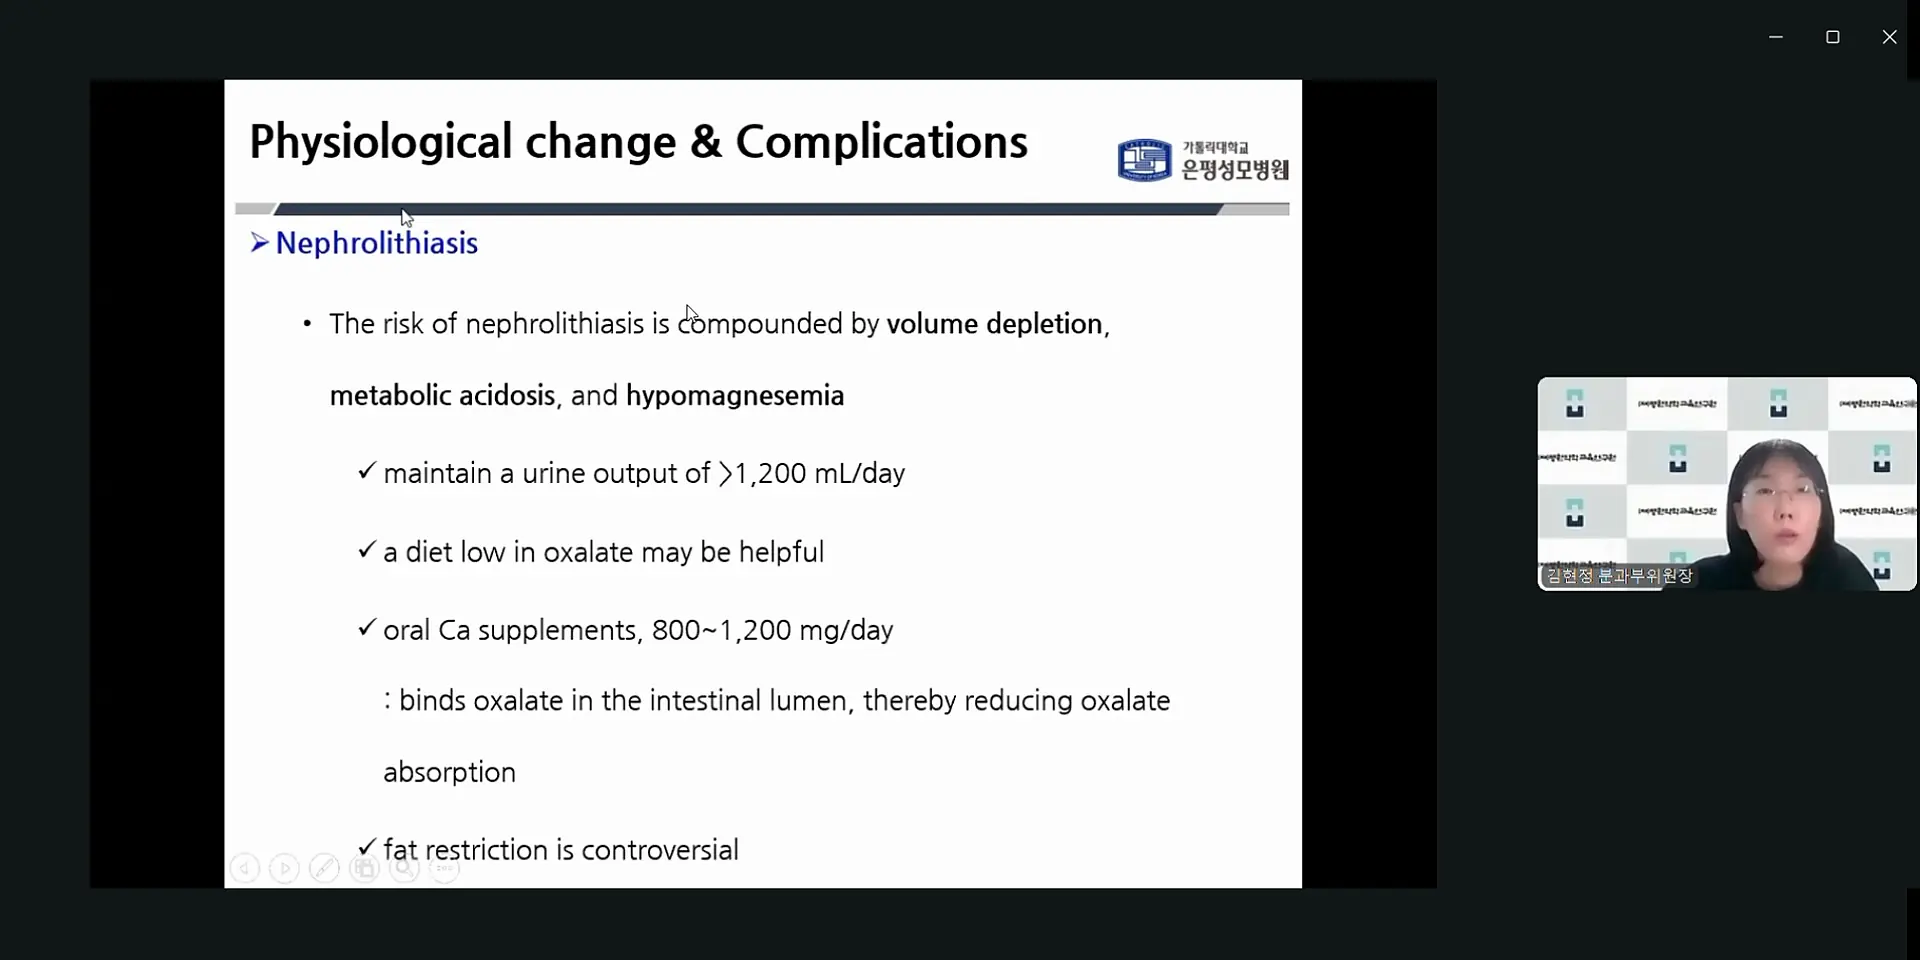 Physiological change & Complications
가톨릭대학교
은평성모병원
➢ Nephrolithiasis
• The risk of nephrolithiasis is compounded by volume depletion,
metabolic acidosis, and hypomagnesemia
✓ maintain a urine output of >1,200 mL/day
✓ a diet low in oxalate may be helpful
✓ oral Ca supplements, 800~1,200 mg/day
: binds oxalate in the intestinal lumen, thereby reducing oxalate
absorption
✓ fat restriction is controversial
김현정 분과부위원장